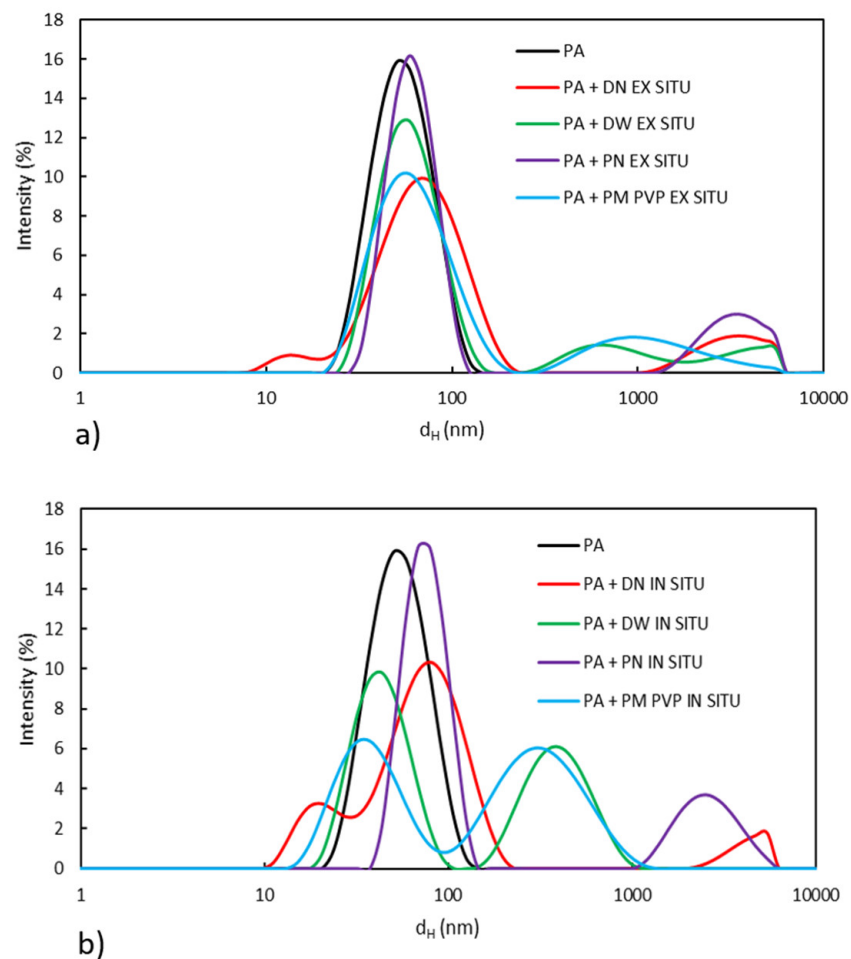 18
16
14
12
10
8
6
4
2
0
Intensity (%)
PA
PA + DN EX SITU
PA + DW EX SITU
PA + PN EX SITU
PA + PM PVP EX SITU
1
10
100
1000
10000
dH (nm)
a)
18
16
14
12
10
8
6
4
2
0
Intensity (%)
PA
PA + DN IN SITU
PA + DW IN SITU
PA + PN IN SITU
PA + PM PVP IN SITU
1
10
100
1000
10000
dH (nm)
b)